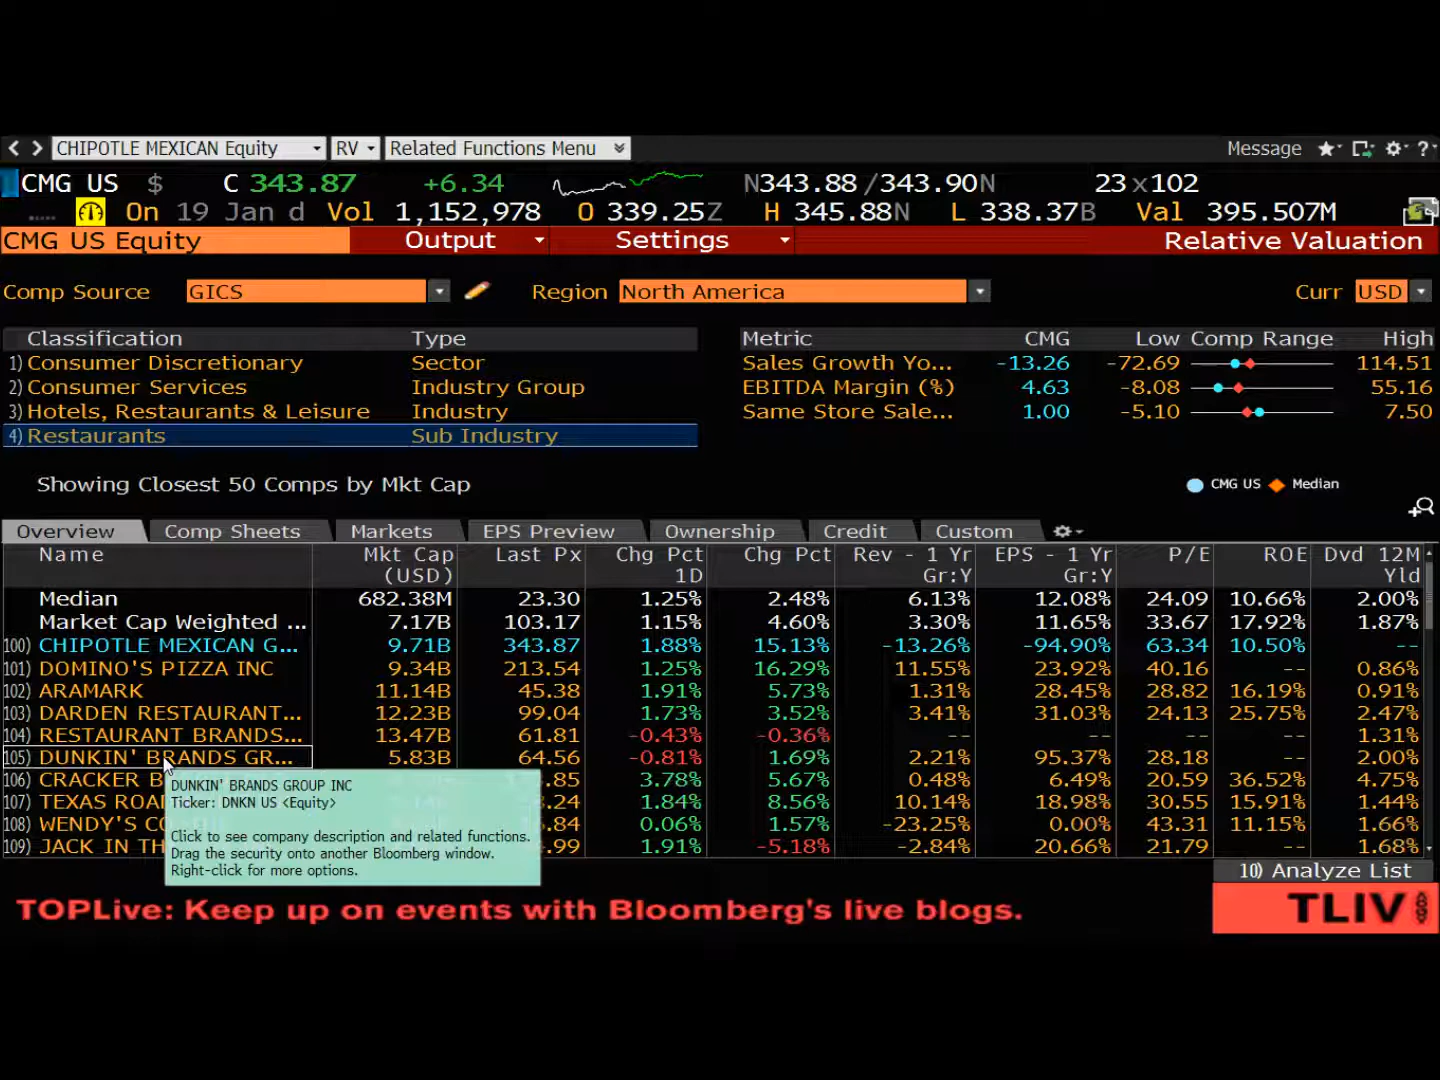 CHIPOTLE MEXICAN Equity RV Related Functions Menu Message ?
CMG US $ C 343.87 +6.34 N343.88 /343.90N 23x102
On 19 Jan d Vol 1,152,978 O 339.25Z H 345.88N L 338.37B Val 395.507M
CMG US Equity Output Settings Relative Valuation
Comp Source GICS Region North America Curr USD
Classification Type
1) Consumer Discretionary Sector
2) Consumer Services Industry Group
3) Hotels, Restaurants & Leisure Industry
4) Restaurants Sub Industry
Metric CMG Low Comp Range High
Sales Growth Yo... -13.26 -72.69 114.51
EBITDA Margin (%) 4.63 -8.08 55.16
Same Store Sale... 1.00 -5.10 7.50
Showing Closest 50 Comps by Mkt Cap
CMG US Median
Overview Comp Sheets Markets EPS Preview Ownership Credit Custom
Name Mkt Cap (USD) Last Px Chg Pct 1D Chg Pct Rev - 1 Yr Gr:Y EPS - 1 Yr Gr:Y P/E ROE Dvd 12M Yld
Median 682.38M 23.30 1.25% 2.48% 6.13% 12.08% 24.09 10.66% 2.00%
Market Cap Weighted ... 7.17B 103.17 1.15% 4.60% 3.30% 11.65% 33.67 17.92% 1.87%
100) CHIPOTLE MEXICAN G... 9.71B 343.87 1.88% 15.13% -13.26% -94.90% 63.34 10.50% --
101) DOMINO'S PIZZA INC 9.34B 213.54 1.25% 16.29% 11.55% 23.92% 40.16 -- 0.86%
102) ARAMARK 11.14B 45.38 1.91% 5.73% 1.31% 28.45% 28.82 16.19% 0.91%
103) DARDEN RESTAURANT... 12.23B 99.04 1.73% 3.52% 3.41% 31.03% 24.13 25.75% 2.47%
104) RESTAURANT BRANDS... 13.47B 61.81 -0.43% -0.36% -- -- -- -- 1.31%
105) DUNKIN' BRANDS GR... 5.83B 64.56 -0.81% 1.69% 2.21% 95.37% 28.18 -- 2.00%
106) CRACKER B .85 3.78% 5.67% 0.48% 6.49% 20.59 36.52% 4.75%
107) TEXAS ROA .24 1.84% 8.56% 10.14% 18.98% 30.55 15.91% 1.44%
108) WENDY'S CO .84 0.06% 1.57% -23.25% 0.00% 43.31 11.15% 1.66%
109) JACK IN TH .99 1.91% -5.18% -2.84% 20.66% 21.79 -- 1.68%
DUNKIN' BRANDS GROUP INC
Ticker: DNKN US <Equity>
Click to see company description and related functions.
Drag the security onto another Bloomberg window.
Right-click for more options.
10) Analyze List
TOPLive: Keep up on events with Bloomberg's live blogs.
TLIV